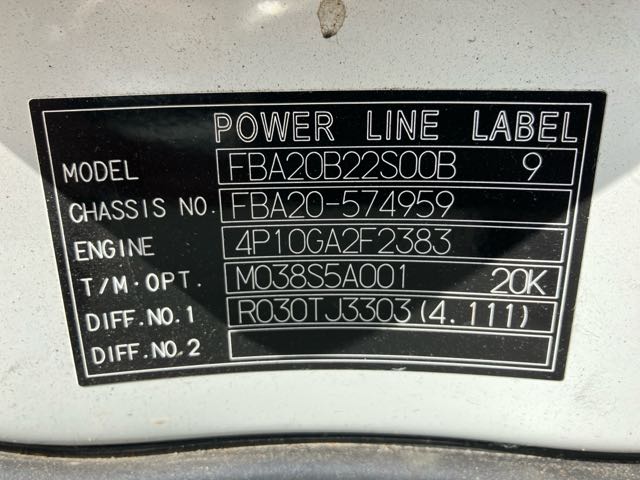 POWER LINE LABEL
MODEL FBA20B22S00B 9
CHASSIS NO. FBA20-574959
ENGINE 4P10GA2F2383
T/M·OPT. M038S5A001 20K
DIFF.NO.1 R030TJ3303(4.111)
DIFF.NO.2